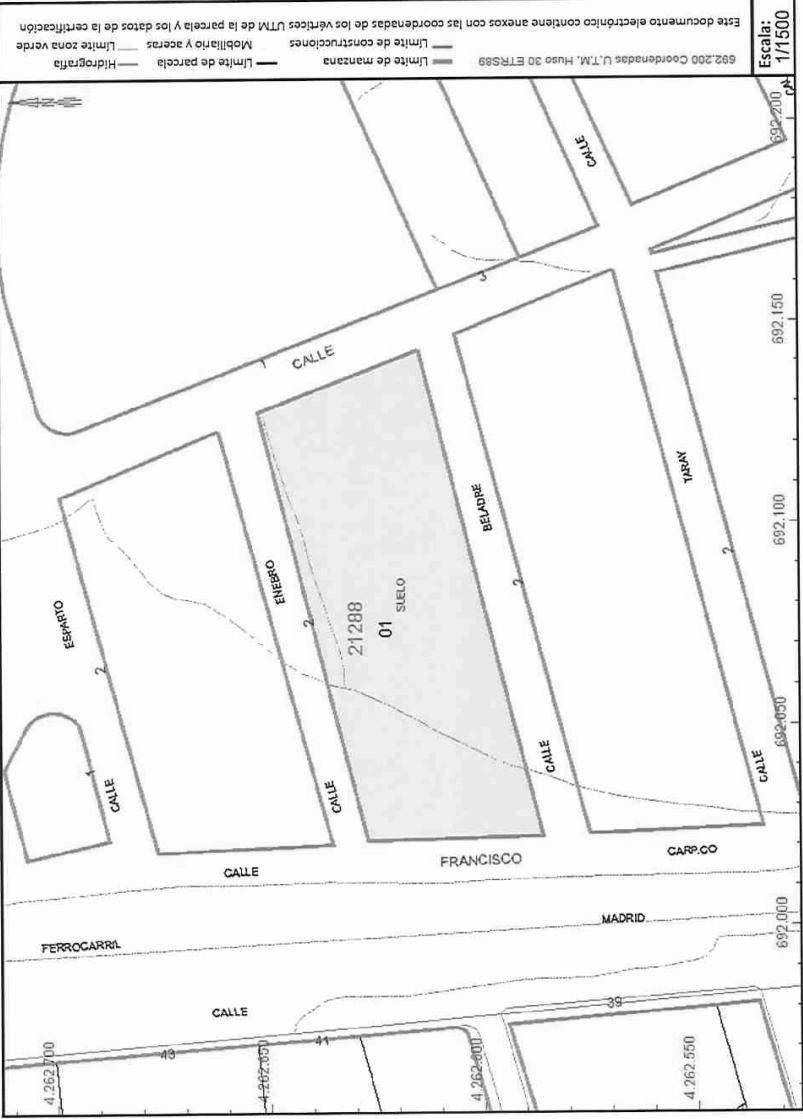 Este documento electrónico contiene anexos con las coordenadas de los vértices UTM de la parcela y los datos de la certificación
692.200 Coordenadas U.T.M. Huso 30 ETRS89
Límite de manzana
Límite de construcciones
Límite de parcela
Mobiliario y aceras
Hidrografía
Límite zona verde
Escala:
1/1500
692.200
692.150
692.100
692.050
692.000
4.262.700
4.262.650
4.262.600
4.262.550
CALLE
ESPARTO
2
1
CALLE
ENEBRO
2
21288
01
SUELO
CALLE
BELADRE
2
CALLE
TARAY
2
CALLE
1
3
CALLE
CALLE
FRANCISCO
FERROCARRIL
MADRID
CALLE
43
41
39